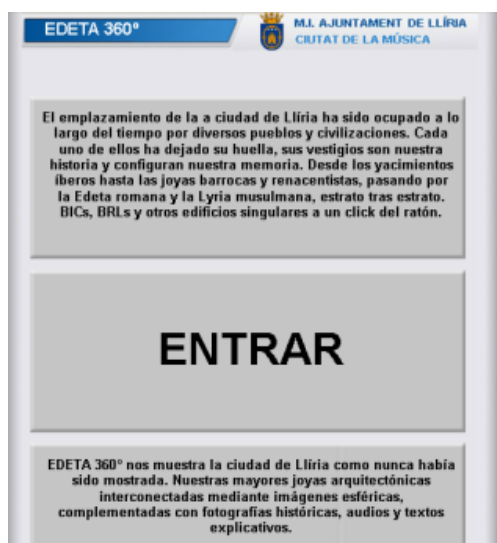 EDETA 360º
M.I. AJUNTAMENT DE LLÍRIA
CIUTAT DE LA MÚSICA
El emplazamiento de la a ciudad de Llíria ha sido ocupado a lo
largo del tiempo por diversos pueblos y civilizaciones. Cada
uno de ellos ha dejado su huella, sus vestigios son nuestra
historia y configuran nuestra memoria. Desde los yacimientos
íberos hasta las joyas barrocas y renacentistas, pasando por
la Edeta romana y la Lyria musulmana, estrato tras estrato.
BICs, BRLs y otros edificios singulares a un click del ratón.
ENTRAR
EDETA 360º nos muestra la ciudad de Llíria como nunca había
sido mostrada. Nuestras mayores joyas arquitectónicas
interconectadas mediante imágenes esféricas,
complementadas con fotografías históricas, audios y textos
explicativos.